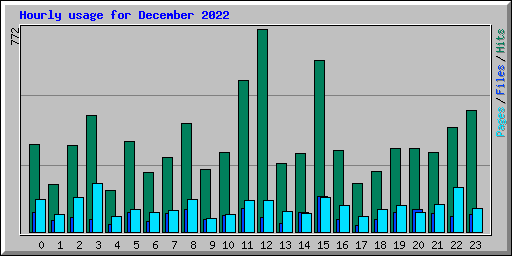 Hourly usage for December 2022
772
Pages / Files / Hits
0 1 2 3 4 5 6 7 8 9 10 11 12 13 14 15 16 17 18 19 20 21 22 23